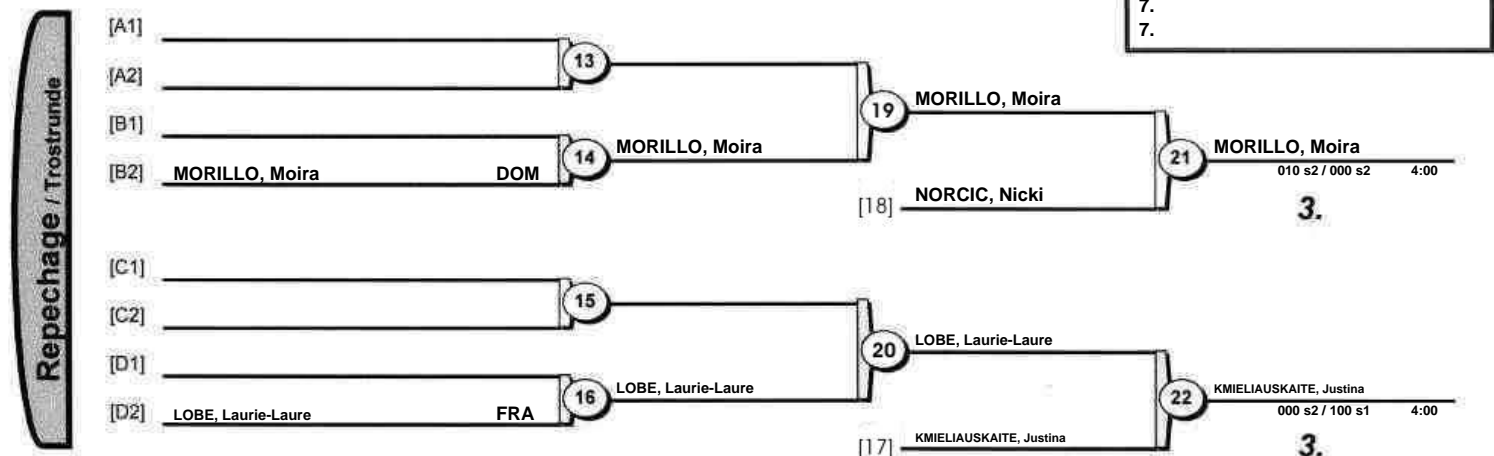 7.
7.
Repechage / Trostrunde
[A1]
13
[A2]
19
MORILLO, Moira
[B1]
14
MORILLO, Moira
21
MORILLO, Moira
[B2]
MORILLO, Moira DOM
010 s2 / 000 s2 4:00
[18]
NORCIC, Nicki
3.
[C1]
15
[C2]
20
LOBE, Laurie-Laure
[D1]
16
LOBE, Laurie-Laure
22
KMIELIAUSKAITE, Justina
[D2]
LOBE, Laurie-Laure FRA
000 s2 / 100 s1 4:00
[17]
KMIELIAUSKAITE, Justina
3.